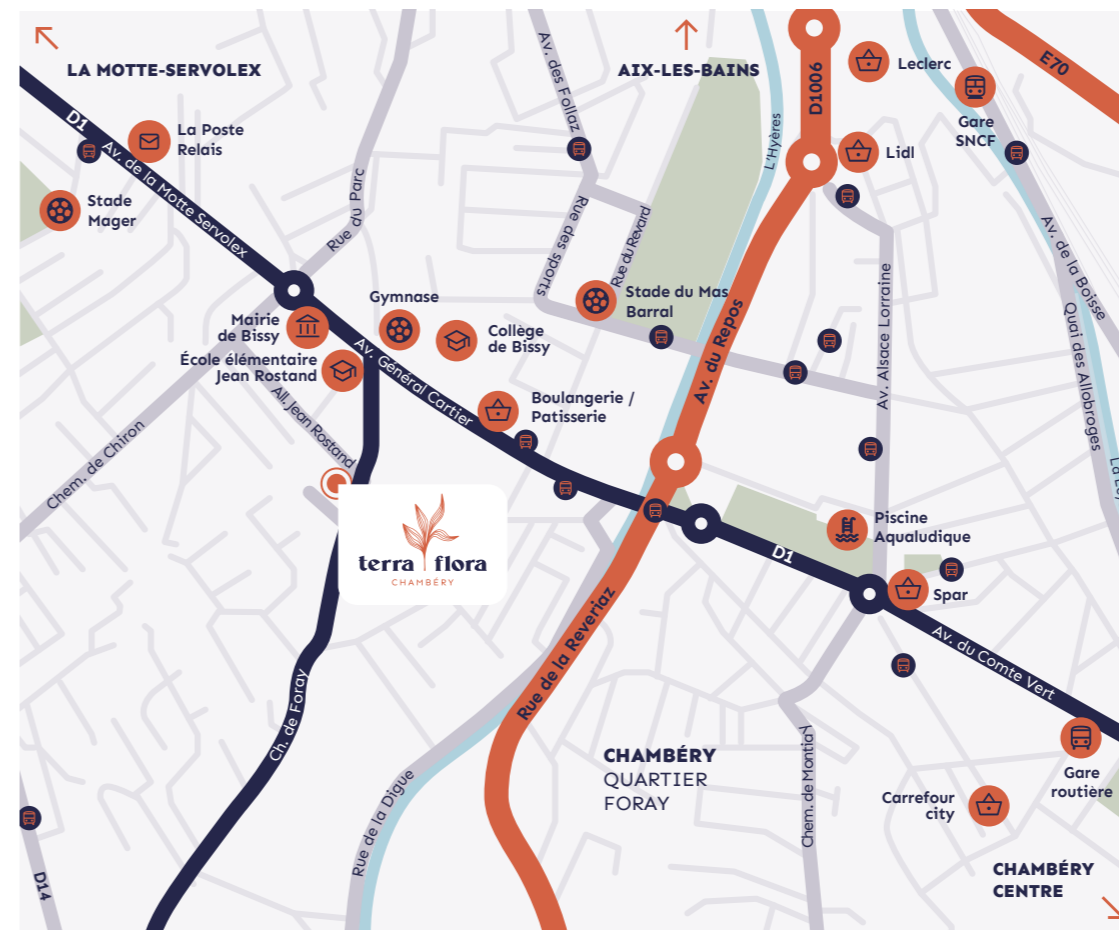 LA MOTTE-SERVOLEX
AIX-LES-BAINS
D1006
E70
Leclerc
Gare
SNCF
Lidl
L'Hyères
Av. des Follaz
D1
Av. de la Motte Servolex
La Poste
Relais
Stade
Mager
Rue du Parc
Rue des sports
Rue du Revard
Stade du Mas
Barral
Av. du Repos
Av. Alsace Lorraine
Av. de la Boisse
Quai des Allobroges
Gymnase
Mairie
de Bissy
Collège
de Bissy
École élémentaire
Jean Rostand
Av. Général Cartier
All. Jean Rostand
Boulangerie /
Patisserie
Chem. de Chiron
terra flora
CHAMBÉRY
Piscine
Aqualudique
D1
Spar
Av. du Comte Vert
Rue de la Reveriaz
Ch. de Foray
Rue de la Digue
CHAMBÉRY
QUARTIER
FORAY
Chem. de Montjal
Gare
routière
Carrefour
city
CHAMBÉRY
CENTRE
D14